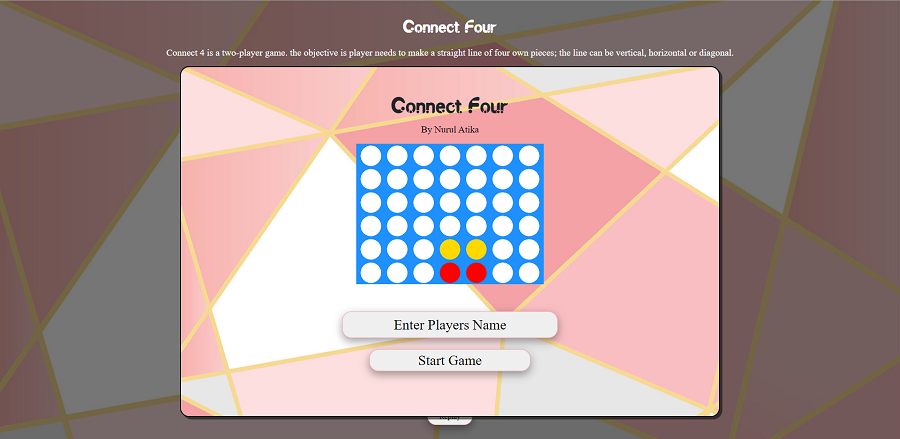 Connect Four
Connect 4 is a two-player game. the objective is player needs to make a straight line of four own pieces; the line can be vertical, horizontal or diagonal.
Connect Four
By Nurul Atika
Enter Players Name
Start Game